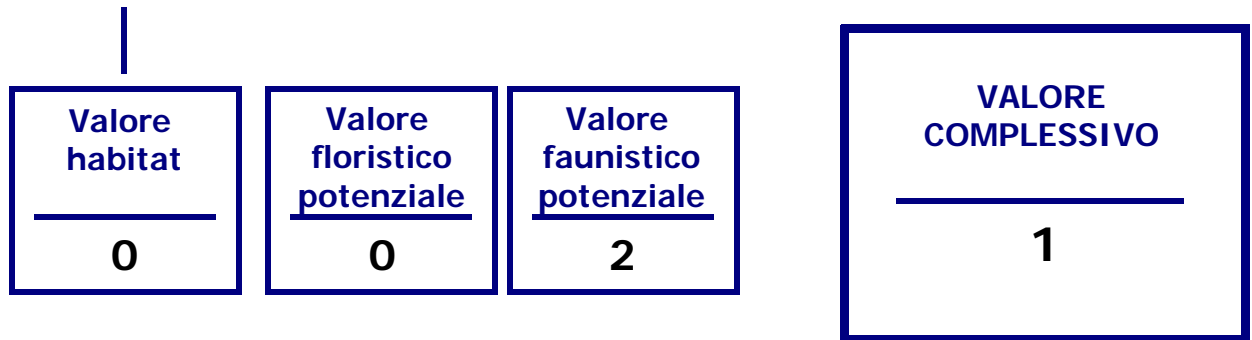 Valore
habitat
0
Valore
floristico
potenziale
0
Valore
faunistico
potenziale
2
VALORE
COMPLESSIVO
1